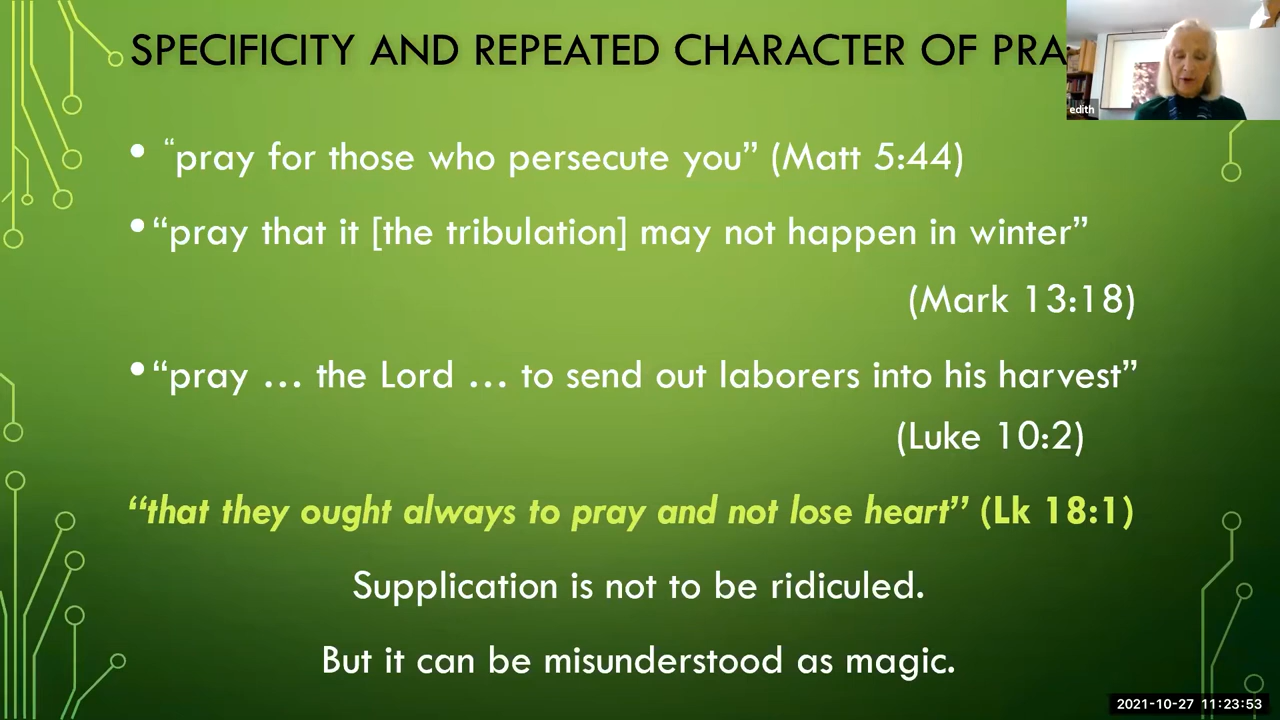 SPECIFICITY AND REPEATED CHARACTER OF
edith
• “pray for those who persecute you” (Matt 5:44)
• “pray that it [the tribulation] may not happen in winter”
(Mark 13:18)
• “pray … the Lord … to send out laborers into his harvest”
(Luke 10:2)
“that they ought always to pray and not lose heart” (Lk 18:1)
Supplication is not to be ridiculed.
But it can be misunderstood as magic.
2021-10-27 11:23:53